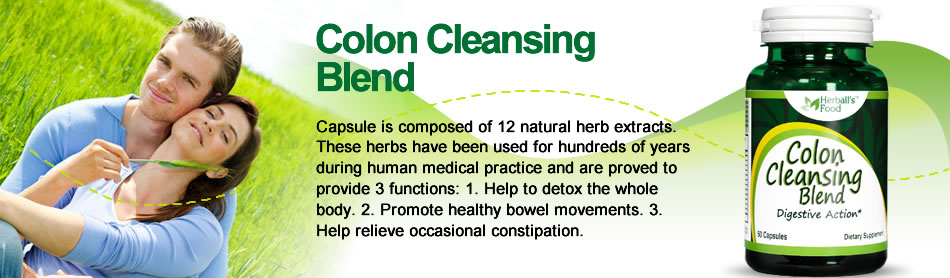 Colon Cleansing
Blend
Capsule is composed of 12 natural herb extracts.
These herbs have been used for hundreds of years
during human medical practice and are proved to
provide 3 functions: 1. Help to detox the whole
body. 2. Promote healthy bowel movements. 3.
Help relieve occasional constipation.
Herball's™
Food
Colon
Cleansing
Blend
Digestive Action*
60 Capsules Dietary Supplement